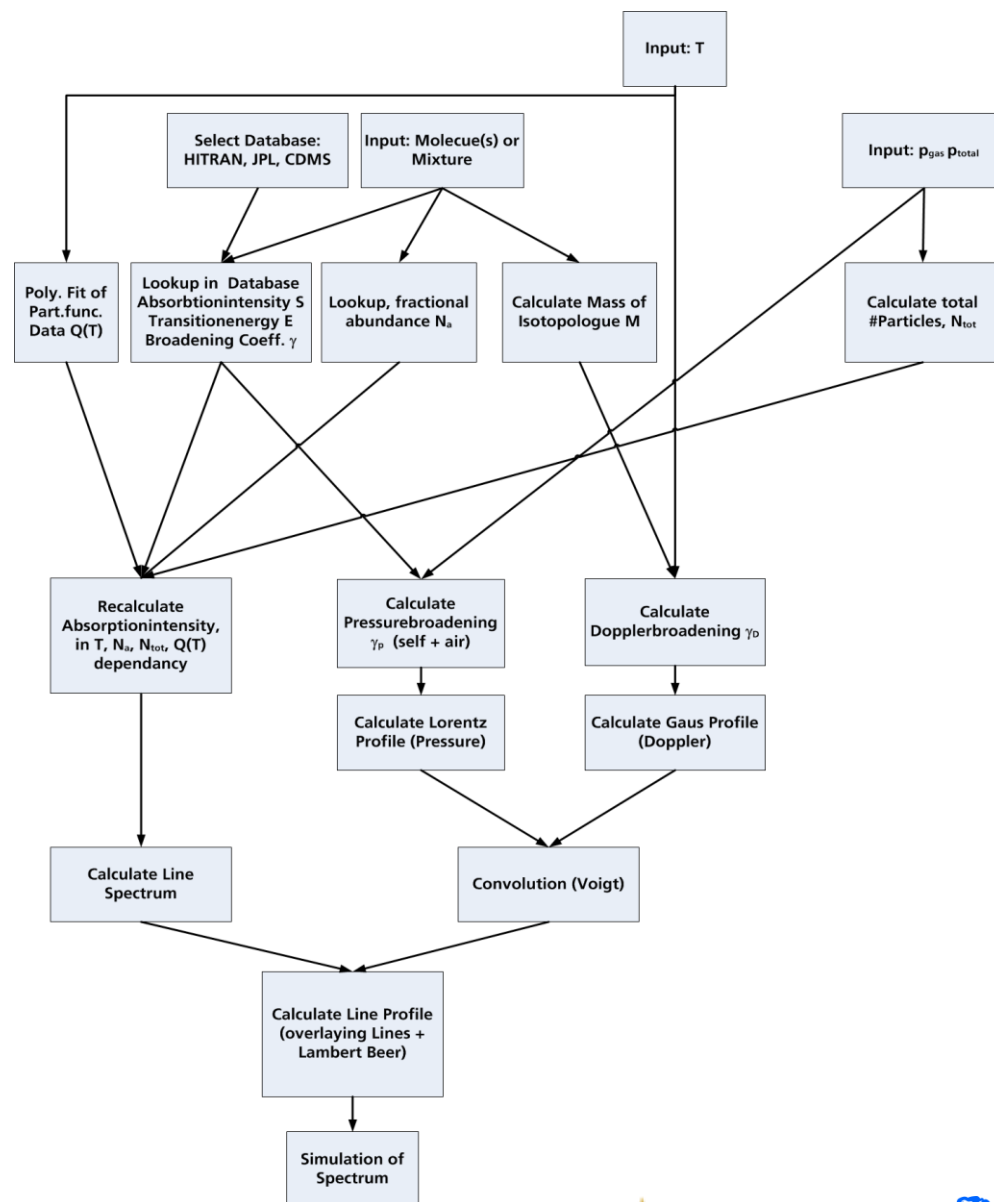 Input: T
Select Database:
HITRAN, JPL, CDMS
Input: Molecue(s) or
Mixture
Input: pgas ptotal
Poly. Fit of
Part.func.
Data Q(T)
Lookup in Database
Absorbtionintensity S
Transitionenergy E
Broadening Coeff. γ
Lookup, fractional
abundance Na
Calculate Mass of
Isotopologue M
Calculate total
#Particles, Ntot
Recalculate
Absorptionintensity,
in T, Na, Ntot, Q(T)
dependancy
Calculate
Pressurebroadening
γp (self + air)
Calculate
Dopplerbroadening γD
Calculate Lorentz
Profile (Pressure)
Calculate Gaus Profile
(Doppler)
Calculate Line
Spectrum
Convolution (Voigt)
Calculate Line Profile
(overlaying Lines +
Lambert Beer)
Simulation of
Spectrum